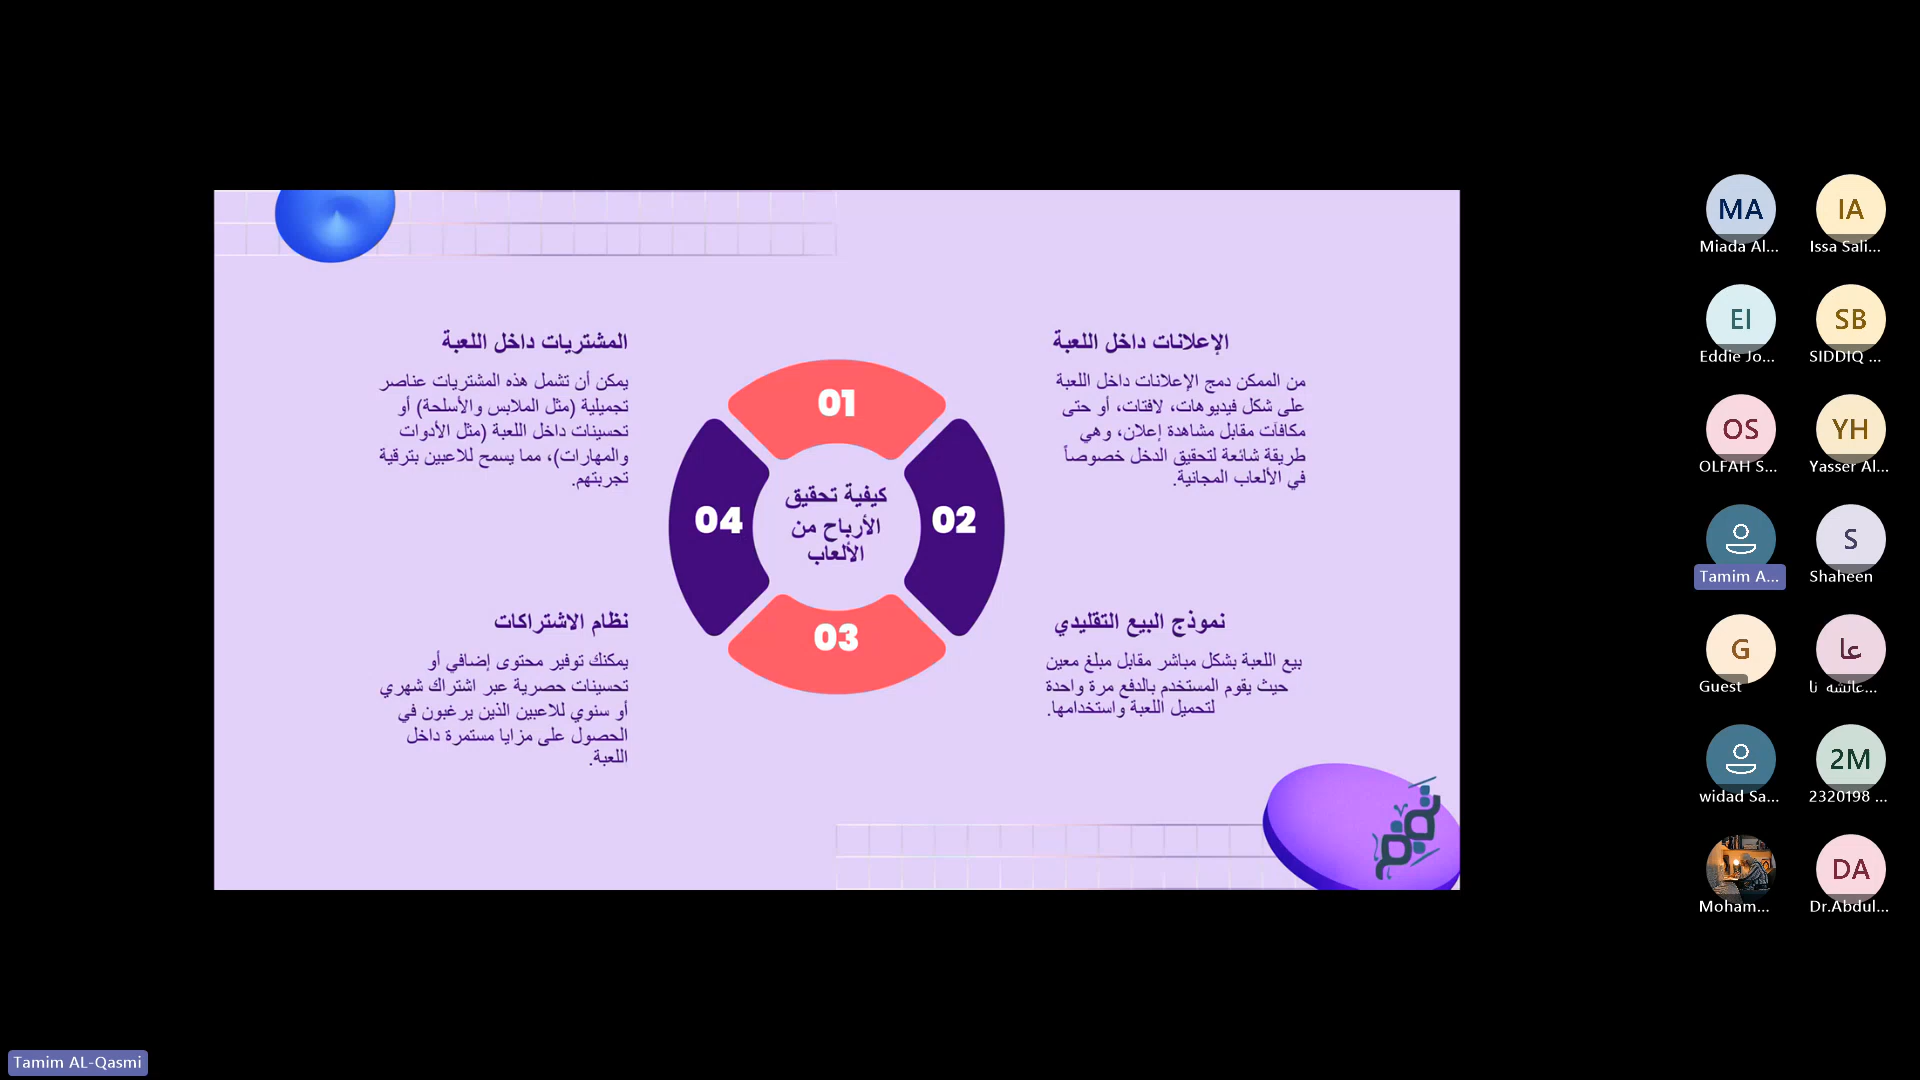 الإعلانات داخل اللعبة
من الممكن دمج الإعلانات داخل اللعبة
على شكل فيديوهات، لافتات، أو حتى
مكافآت مقابل مشاهدة إعلان، وهي
طريقة شائعة لتحقيق الدخل خصوصاً
في الألعاب المجانية.
المشتريات داخل اللعبة
يمكن أن تشمل هذه المشتريات عناصر
تجميلية (مثل الملابس والأسلحة) أو
تحسينات داخل اللعبة (مثل الأدوات
والمهارات)، مما يسمح للاعبين بترقية
تجربتهم.
01
02
03
04
كيفية تحقيق
الأرباح من
الألعاب
نموذج البيع التقليدي
بيع اللعبة بشكل مباشر مقابل مبلغ معين
حيث يقوم المستخدم بالدفع مرة واحدة
لتحميل اللعبة واستخدامها.
نظام الاشتراكات
يمكنك توفير محتوى إضافي أو
تحسينات حصرية عبر اشتراك شهري
أو سنوي للاعبين الذين يرغبون في
الحصول على مزايا مستمرة داخل
اللعبة.
MA
Miada Al...
IA
Issa Sali...
EI
Eddie Jo...
SB
SIDDIQ ...
OS
OLFAH S...
YH
Yasser Al...
Tamim A...
S
Shaheen
G
Guest
عا
عائشه نا...
widad Sa...
2M
2320198 ...
Moham...
DA
Dr.Abdul...
Tamim AL-Qasmi